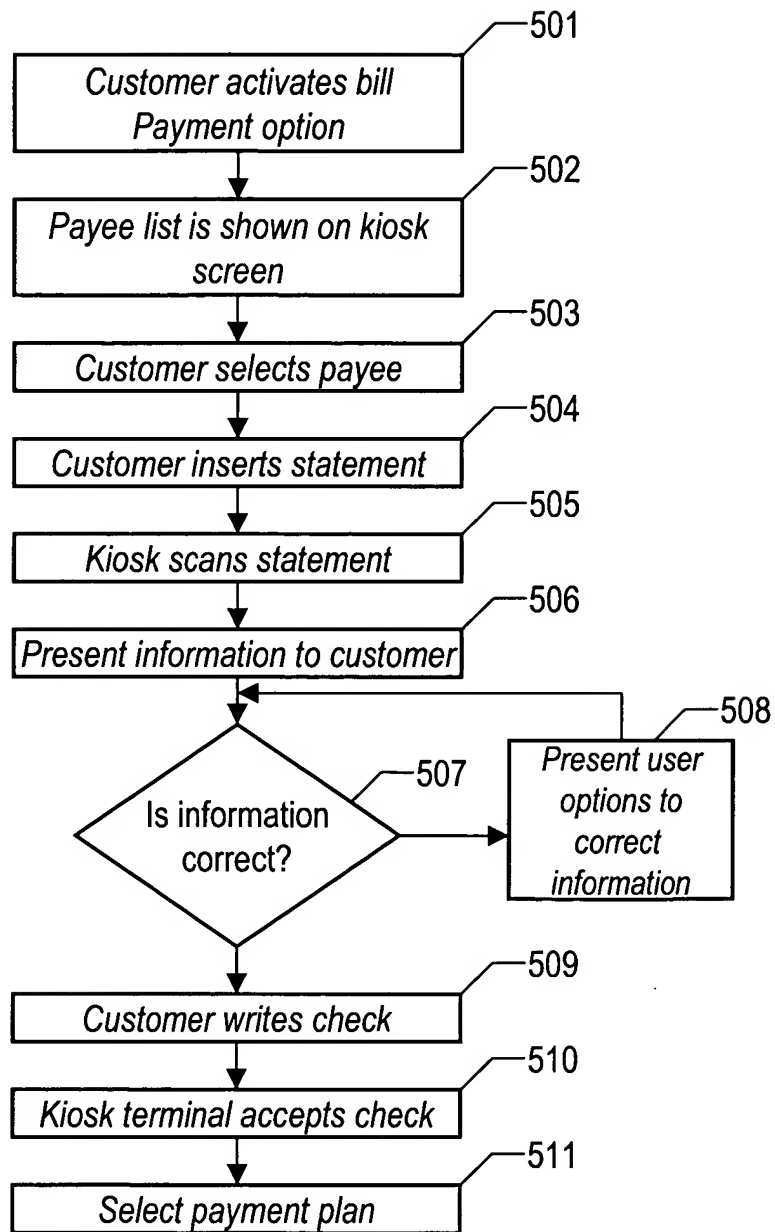 501
Customer activates bill
Payment option
502
Payee list is shown on kiosk
screen
503
Customer selects payee
504
Customer inserts statement
505
Kiosk scans statement
506
Present information to customer
507
Is information
correct?
508
Present user
options to
correct
information
509
Customer writes check
510
Kiosk terminal accepts check
511
Select payment plan